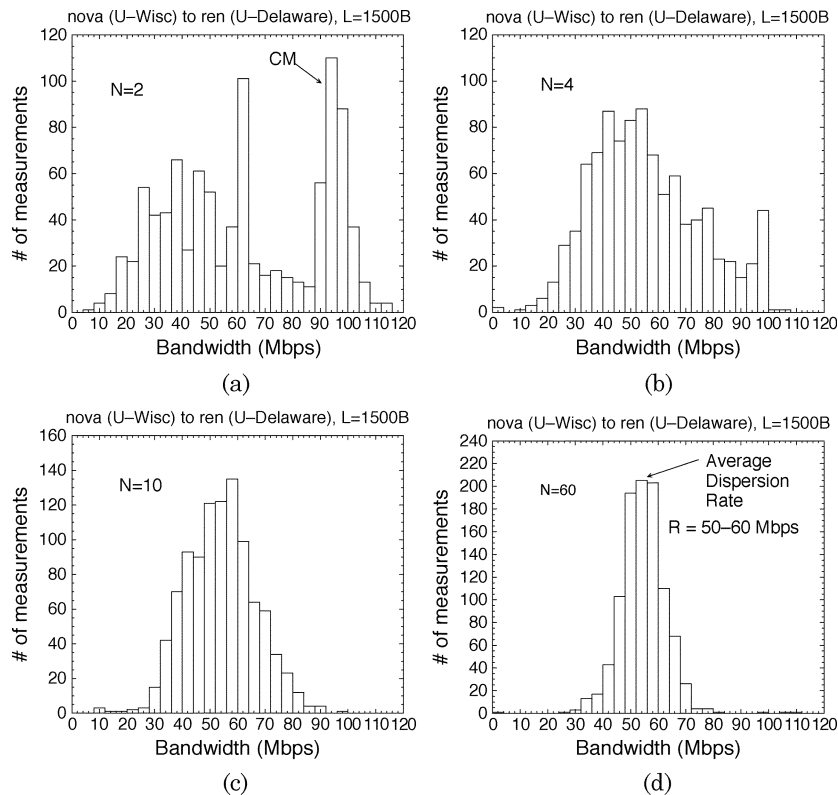 nova (U–Wisc) to ren (U–Delaware), L=1500B
120
100
80
60
40
20
0
# of measurements
N=2
CM
0 10 20 30 40 50 60 70 80 90 100 110 120
Bandwidth (Mbps)
(a)
nova (U–Wisc) to ren (U–Delaware), L=1500B
120
100
80
60
40
20
0
# of measurements
N=4
0 10 20 30 40 50 60 70 80 90 100 110 120
Bandwidth (Mbps)
(b)
nova (U–Wisc) to ren (U–Delaware), L=1500B
160
140
120
100
80
60
40
20
0
# of measurements
N=10
0 10 20 30 40 50 60 70 80 90 100 110 120
Bandwidth (Mbps)
(c)
nova (U–Wisc) to ren (U–Delaware), L=1500B
240
220
200
180
160
140
120
100
80
60
40
20
0
# of measurements
N=60
Average
Dispersion
Rate
R = 50–60 Mbps
0 10 20 30 40 50 60 70 80 90 100 110 120
Bandwidth (Mbps)
(d)